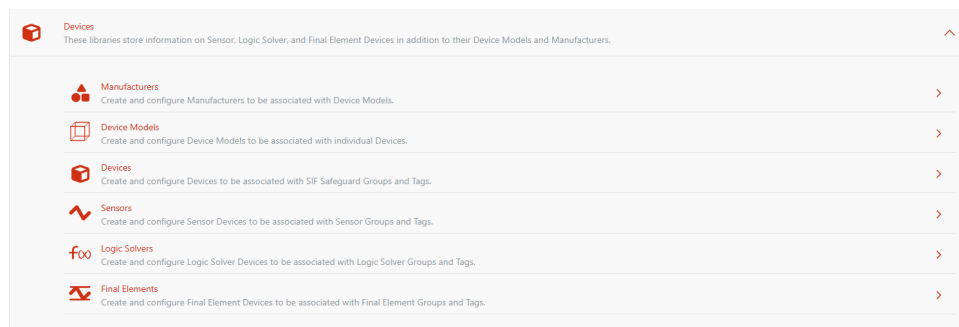 Devices
These libraries store information on Sensor, Logic Solver, and Final Element Devices in addition to their Device Models and Manufacturers.
Manufacturers
Create and configure Manufacturers to be associated with Device Models.
Device Models
Create and configure Device Models to be associated with individual Devices.
Devices
Create and configure Devices to be associated with SIF Safeguard Groups and Tags.
Sensors
Create and configure Sensor Devices to be associated with Sensor Groups and Tags.
f(x) Logic Solvers
Create and configure Logic Solver Devices to be associated with Logic Solver Groups and Tags.
Final Elements
Create and configure Final Element Devices to be associated with Final Element Groups and Tags.